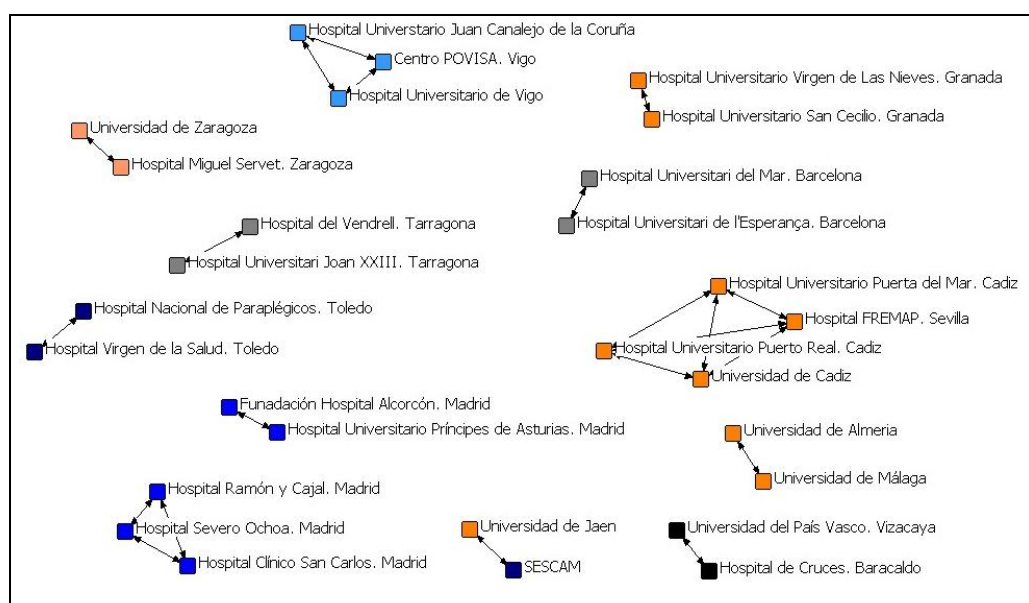 Hospital Universtario Juan Canalejo de la Coruña
Centro POVISA. Vigo
Hospital Universitario de Vigo
Hospital Universitario Virgen de Las Nieves. Granada
Hospital Universitario San Cecilio. Granada
Universidad de Zaragoza
Hospital Miguel Servet. Zaragoza
Hospital Universitari del Mar. Barcelona
Hospital Universitari de l'Esperança. Barcelona
Hospital del Vendrell. Tarragona
Hospital Universitari Joan XXIII. Tarragona
Hospital Nacional de Paraplégicos. Toledo
Hospital Virgen de la Salud. Toledo
Hospital Universitario Puerta del Mar. Cadiz
Hospital FREMAP. Sevilla
Hospital Universitario Puerto Real. Cadiz
Universidad de Cadiz
Funadación Hospital Alcorcón. Madrid
Hospital Universitario Príncipes de Asturias. Madrid
Universidad de Almeria
Universidad de Málaga
Hospital Ramón y Cajal. Madrid
Hospital Severo Ochoa. Madrid
Hospital Clínico San Carlos. Madrid
Universidad de Jaen
SESCAM
Universidad del País Vasco. Vizacaya
Hospital de Cruces. Baracaldo